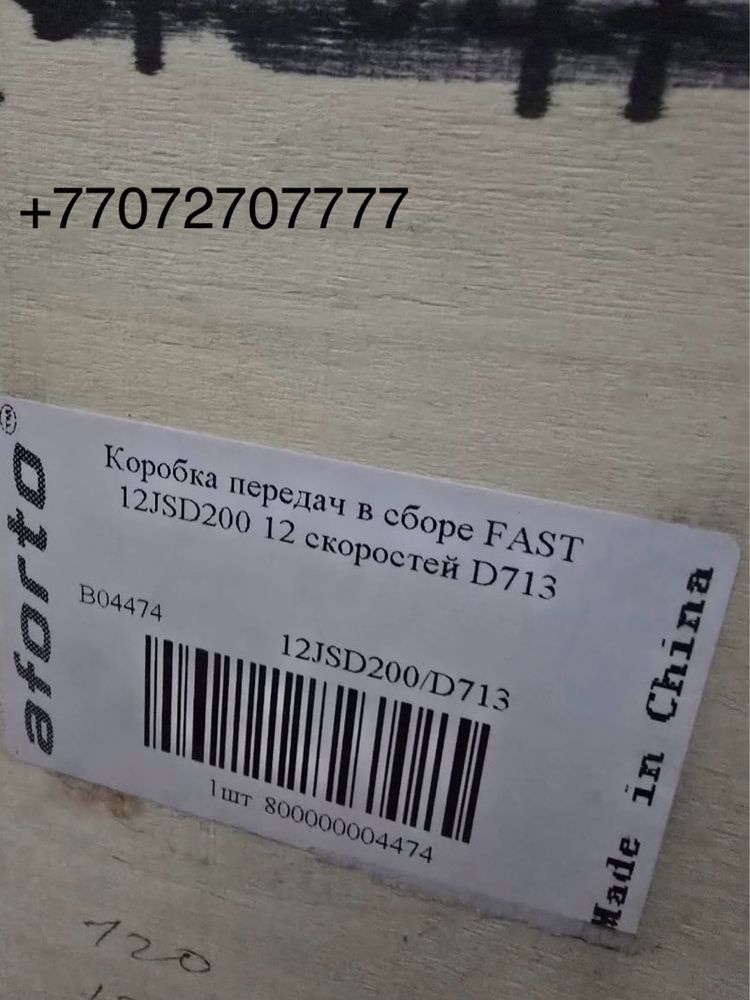 +77072707777
aforto
Коробка передач в сборе FAST
12JSD200 12 скоростей D713
B04474
12JSD200/D713
1шт 800000004474
Made in China
120